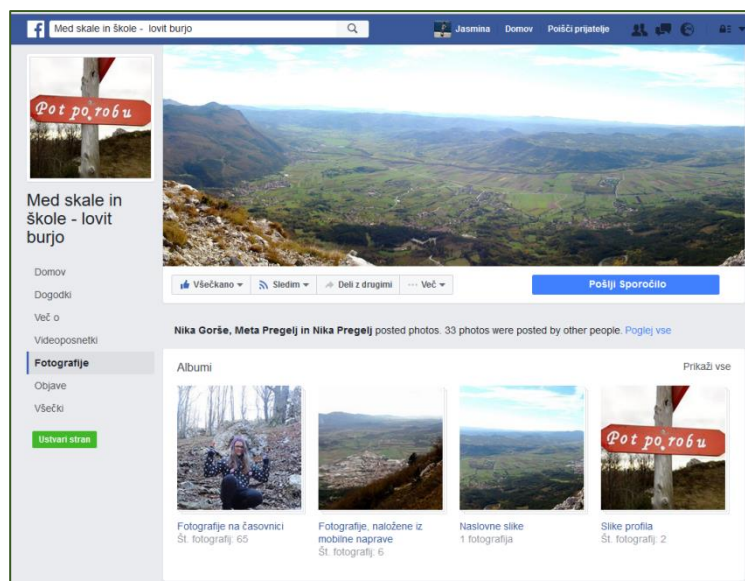 Med skale in škole - lovit burjo
Jasmina
Domov
Poišči prijatelje
Pot po robu
Med skale in
škole - lovit
burjo
Domov
Dogodki
Več o
Videoposnetki
Fotografije
Objave
Všečki
Ustvari stran
Všečkano
Sledim
Deli z drugimi
··· Več
Pošlji Sporočilo
Nika Gorše, Meta Pregelj in Nika Pregelj posted photos. 33 photos were posted by other people. Poglej vse
Albumi
Prikaži vse
Fotografije na časovnici
Št. fotografij: 65
Fotografije, naložene iz
mobilne naprave
Št. fotografij: 6
Naslovne slike
1 fotografija
Pot po robu
Slike profila
Št. fotografij: 2